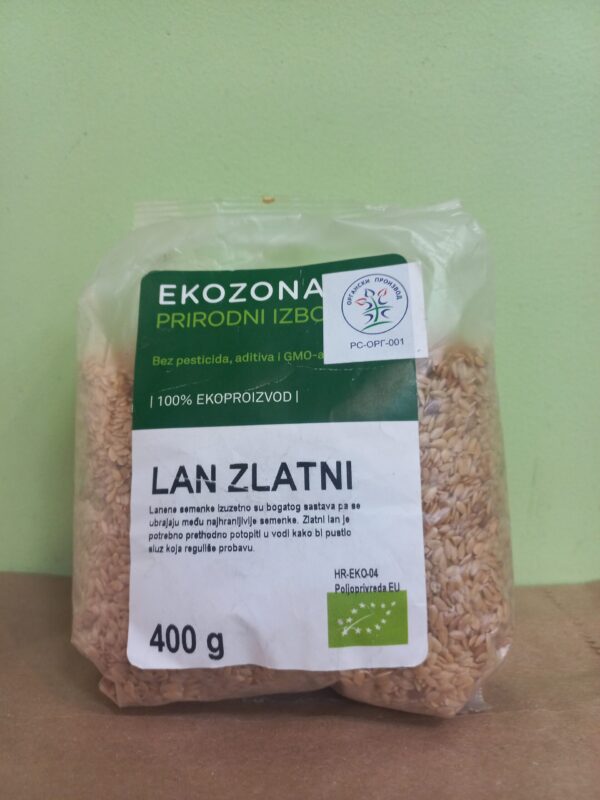 EKOZONA
PRIRODNI IZBO
ОРГАНСКИ ПРОИЗВОД
РС-ОРГ-001
Bez pesticida, aditiva i GMO-a
| 100% EKOPROIZVOD |
LAN ZLATNI
Lanene semenke izuzetno su bogatog sastava pa se
ubrajaju među najhranljivije semenke. Zlatni lan je
potrebno prethodno potopiti u vodi kako bi pustio
sluz koja reguliše probavu.
HR-EKO-04
Poljoprivreda EU
400 g